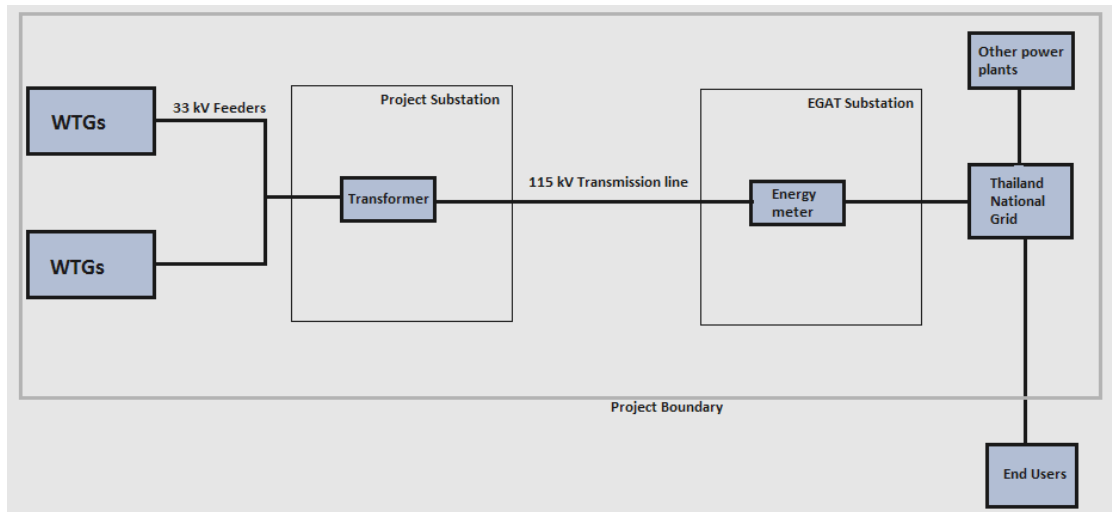 Other power
plants
Project Substation
EGAT Substation
33 kV Feeders
WTGs
115 kV Transmission line
Transformer
Energy
meter
Thailand
National
Grid
WTGs
Project Boundary
End Users